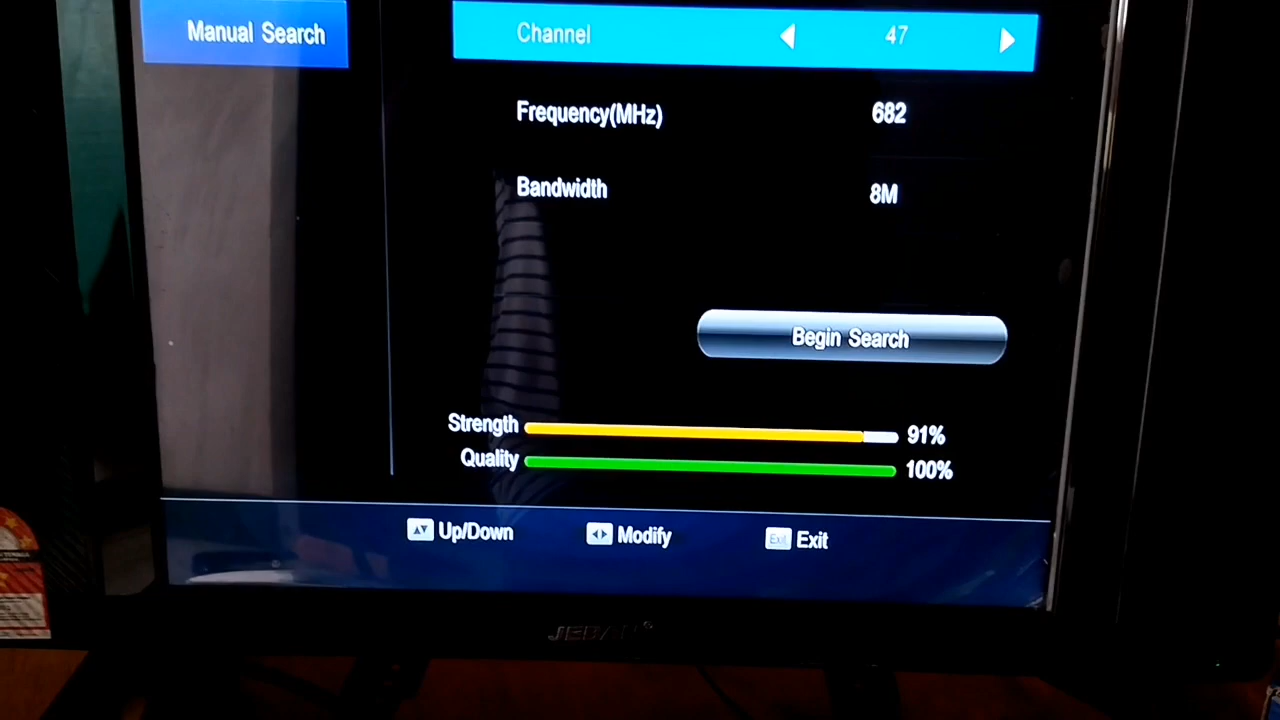 Manual Search
Channel 47
Frequency(MHz) 682
Bandwidth 8M
Begin Search
Strength 91%
Quality 100%
Up/Down Modify Exit Exit